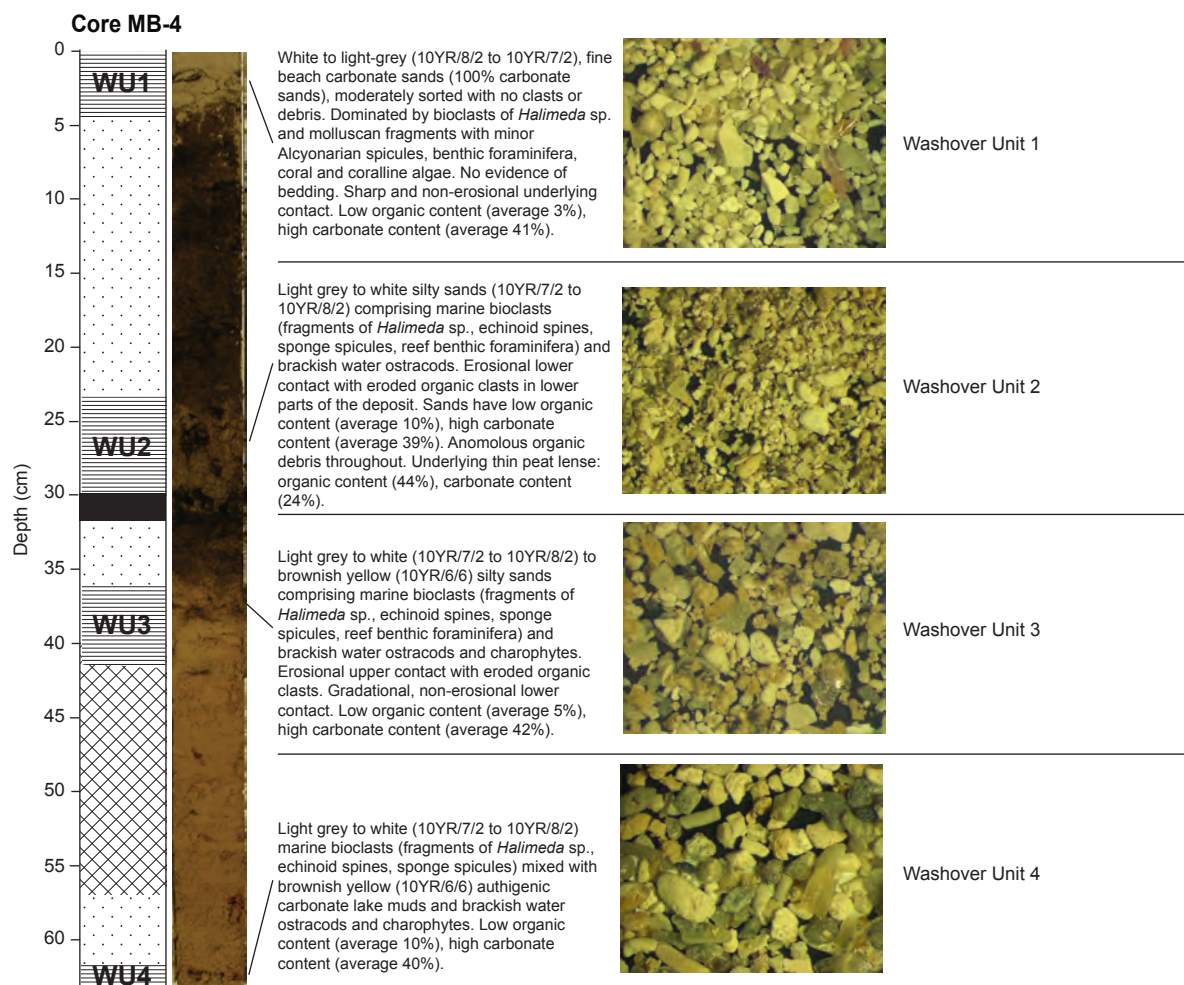 Core MB-4
0
5
10
15
20
25
30
35
40
45
50
55
60
Depth (cm)
WU1
WU2
WU3
WU4
White to light-grey (10YR/8/2 to 10YR/7/2), fine
beach carbonate sands (100% carbonate
sands), moderately sorted with no clasts or
debris. Dominated by bioclasts of Halimeda sp.
and molluscan fragments with minor
Alcyonarian spicules, benthic foraminifera,
coral and coralline algae. No evidence of
bedding. Sharp and non-erosional underlying
contact. Low organic content (average 3%),
high carbonate content (average 41%).
Washover Unit 1
Light grey to white silty sands (10YR/7/2 to
10YR/8/2) comprising marine bioclasts
(fragments of Halimeda sp., echinoid spines,
sponge spicules, reef benthic foraminifera) and
brackish water ostracods. Erosional lower
contact with eroded organic clasts in lower
parts of the deposit. Sands have low organic
content (average 10%), high carbonate
content (average 39%). Anomolous organic
debris throughout. Underlying thin peat lense:
organic content (44%), carbonate content
(24%).
Washover Unit 2
Light grey to white (10YR/7/2 to 10YR/8/2) to
brownish yellow (10YR/6/6) silty sands
comprising marine bioclasts (fragments of
Halimeda sp., echinoid spines, sponge
spicules, reef benthic foraminifera) and
brackish water ostracods and charophytes.
Erosional upper contact with eroded organic
clasts. Gradational, non-erosional lower
contact. Low organic content (average 5%),
high carbonate content (average 42%).
Washover Unit 3
Light grey to white (10YR/7/2 to 10YR/8/2)
marine bioclasts (fragments of Halimeda sp.,
echinoid spines, sponge spicules) mixed with
brownish yellow (10YR/6/6) authigenic
carbonate lake muds and brackish water
ostracods and charophytes. Low organic
content (average 10%), high carbonate
content (average 40%).
Washover Unit 4